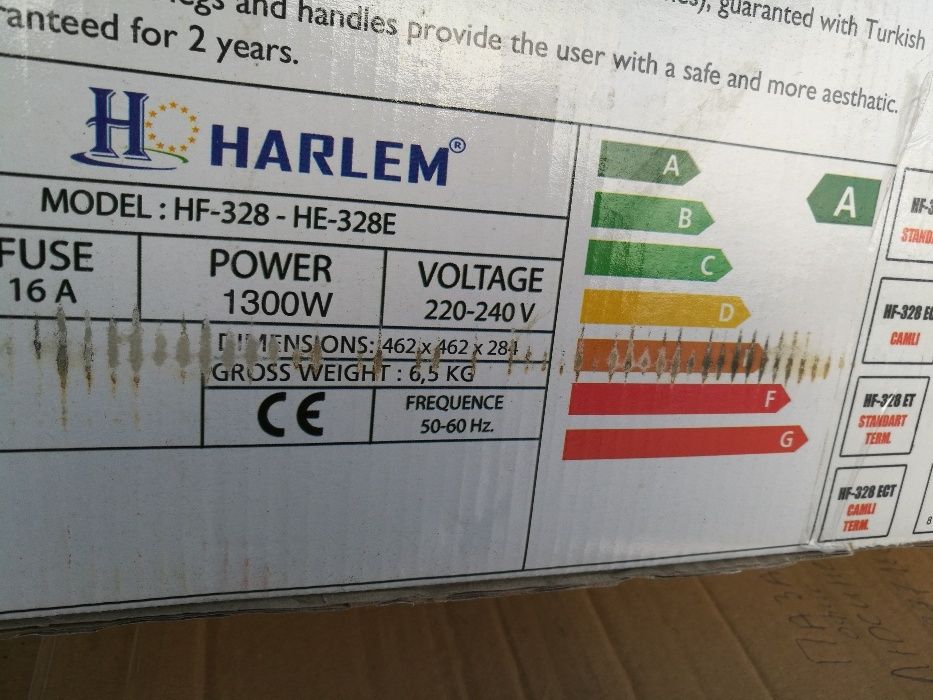 legs and handles provide the user with a safe and more aesthatic.
guaranted with Turkish
ranteed for 2 years.
HARLEM®
MODEL : HF-328 - HE-328E
FUSE
16 A
POWER
1300W
VOLTAGE
220-240 V
DIMENSIONS: 462 x 462 x 284
GROSS WEIGHT : 6,5 KG
CE
FREQUENCE
50-60 Hz.
A
B
C
D
F
G
A
STAND
HF-328 EC
CAMLI
HF-328 ET
STANDART
TERM.
HF-328 ECT
CAMLI
TERM.